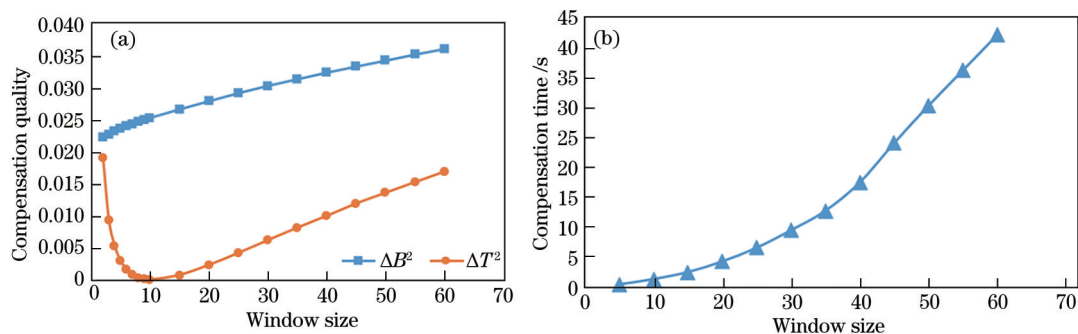 (a)
Compensation quality
0.040
0.035
0.030
0.025
0.020
0.015
0.010
0.005
0
ΔB² ΔT²
0 10 20 30 40 50 60 70
Window size
(b)
Compensation time /s
45
40
35
30
25
20
15
10
5
0
0 10 20 30 40 50 60 70
Window size